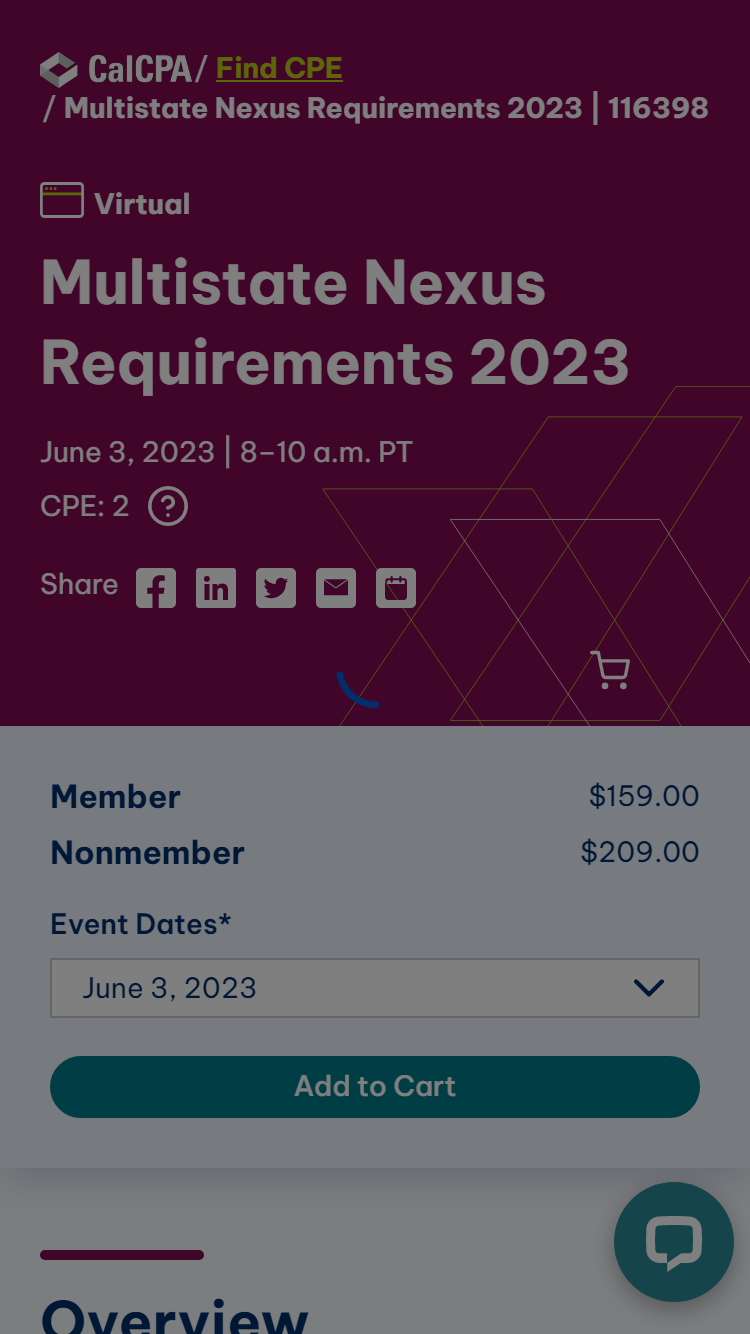 CalCPA / Find CPE
/ Multistate Nexus Requirements 2023 | 116398
Virtual
Multistate Nexus
Requirements 2023
June 3, 2023 | 8–10 a.m. PT
CPE: 2 ?
Share
Member $159.00
Nonmember $209.00
Event Dates*
June 3, 2023
Add to Cart
Overview